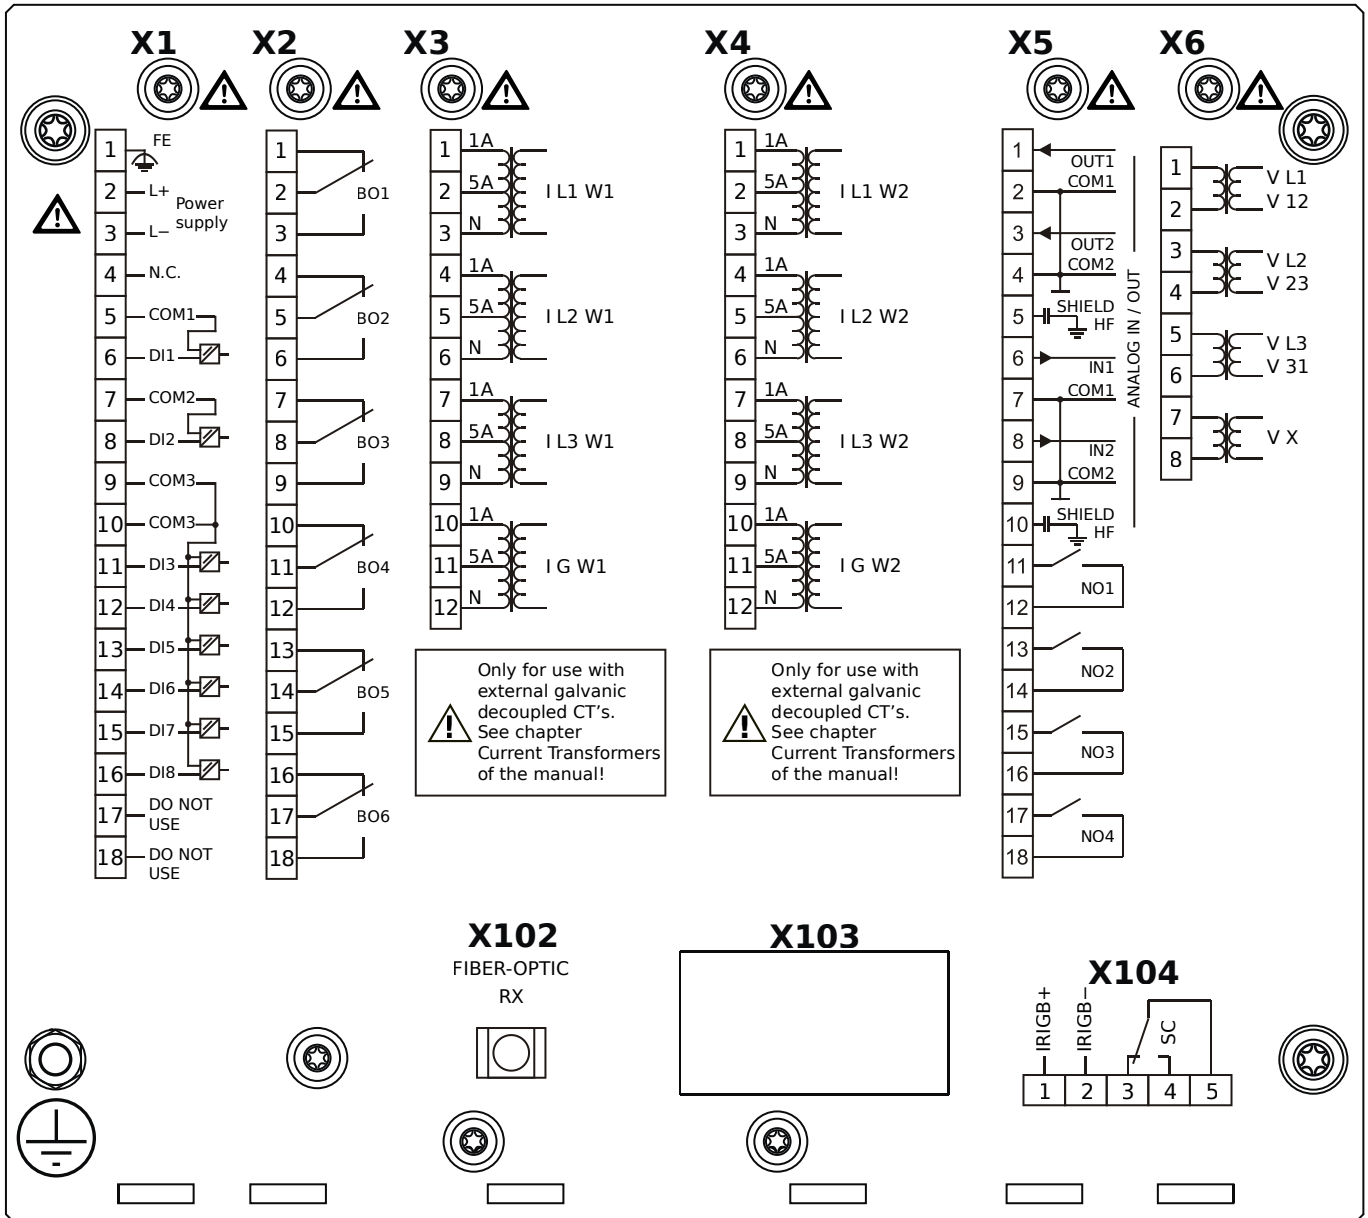 X1
X2
X3
X4
X5
X6
1
FE
2
L+
Power
supply
3
L−
4
N.C.
5
COM1
6
DI1
7
COM2
8
DI2
9
COM3
10
COM3
11
DI3
12
DI4
13
DI5
14
DI6
15
DI7
16
DI8
17
DO NOT
USE
18
DO NOT
USE
1
2
BO1
3
4
5
BO2
6
7
8
BO3
9
10
11
BO4
12
13
14
BO5
15
16
17
BO6
18
1
1A
2
5A
I L1 W1
3
N
4
1A
5
5A
I L2 W1
6
N
7
1A
8
5A
I L3 W1
9
N
10
1A
11
5A
I G W1
12
N
Only for use with
external galvanic
decoupled CT's.
See chapter
Current Transformers
of the manual!
1
1A
2
5A
I L1 W2
3
N
4
1A
5
5A
I L2 W2
6
N
7
1A
8
5A
I L3 W2
9
N
10
1A
11
5A
I G W2
12
N
Only for use with
external galvanic
decoupled CT's.
See chapter
Current Transformers
of the manual!
1
OUT1
2
COM1
3
OUT2
4
COM2
5
SHIELD
HF
6
IN1
7
COM1
8
IN2
9
COM2
10
SHIELD
HF
ANALOG IN / OUT
11
NO1
12
13
NO2
14
15
NO3
16
17
NO4
18
1
V L1
2
V 12
3
V L2
4
V 23
5
V L3
6
V 31
7
V X
8
X102
FIBER-OPTIC
RX
X103
X104
IRIGB+
IRIGB−
SC
1
2
3
4
5